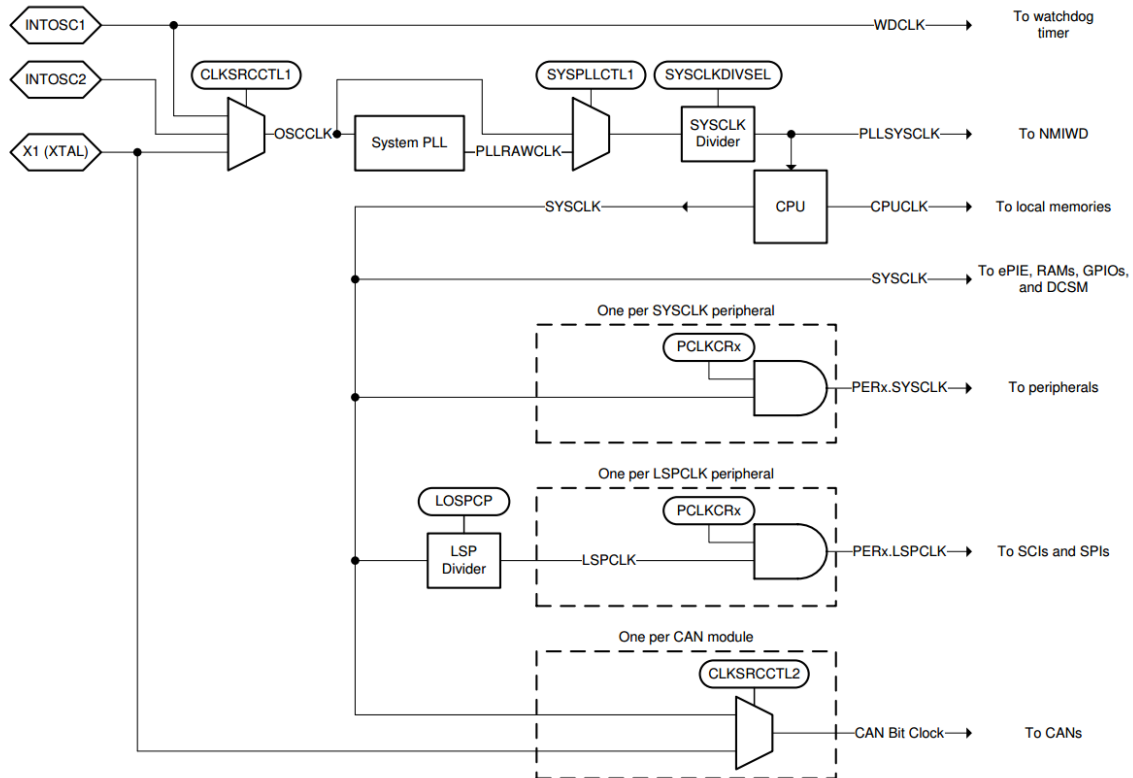 INTOSC1
WDCLK
To watchdog
timer
INTOSC2
CLKSRCCTL1
SYSPLLCTL1
SYSCLKDIVSEL
X1 (XTAL)
OSCCLK
System PLL
PLLRAWCLK
SYSCLK
Divider
PLLSYSCLK
To NMIWD
SYSCLK
CPU
CPUCLK
To local memories
SYSCLK
To ePIE, RAMs, GPIOs,
and DCSM
One per SYSCLK peripheral
PCLKCRx
PERx.SYSCLK
To peripherals
One per LSPCLK peripheral
LOSPCP
PCLKCRx
LSP
Divider
LSPCLK
PERx.LSPCLK
To SCIs and SPIs
One per CAN module
CLKSRCCTL2
CAN Bit Clock
To CANs